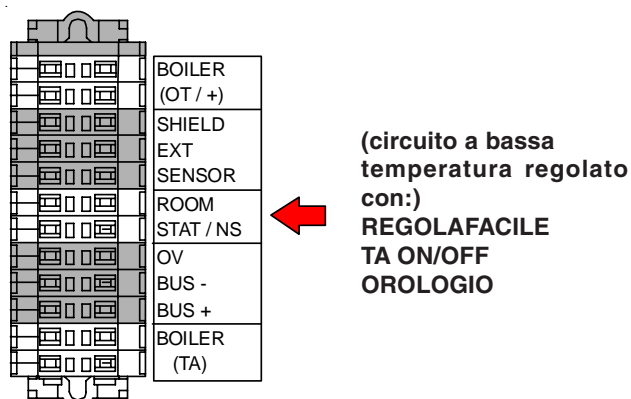 BOILER
(OT / +)
SHIELD
EXT
SENSOR
ROOM
STAT / NS
OV
BUS -
BUS +
BOILER
(TA)
(circuito a bassa
temperatura regolato
con:)
REGOLAFACILE
TA ON/OFF
OROLOGIO